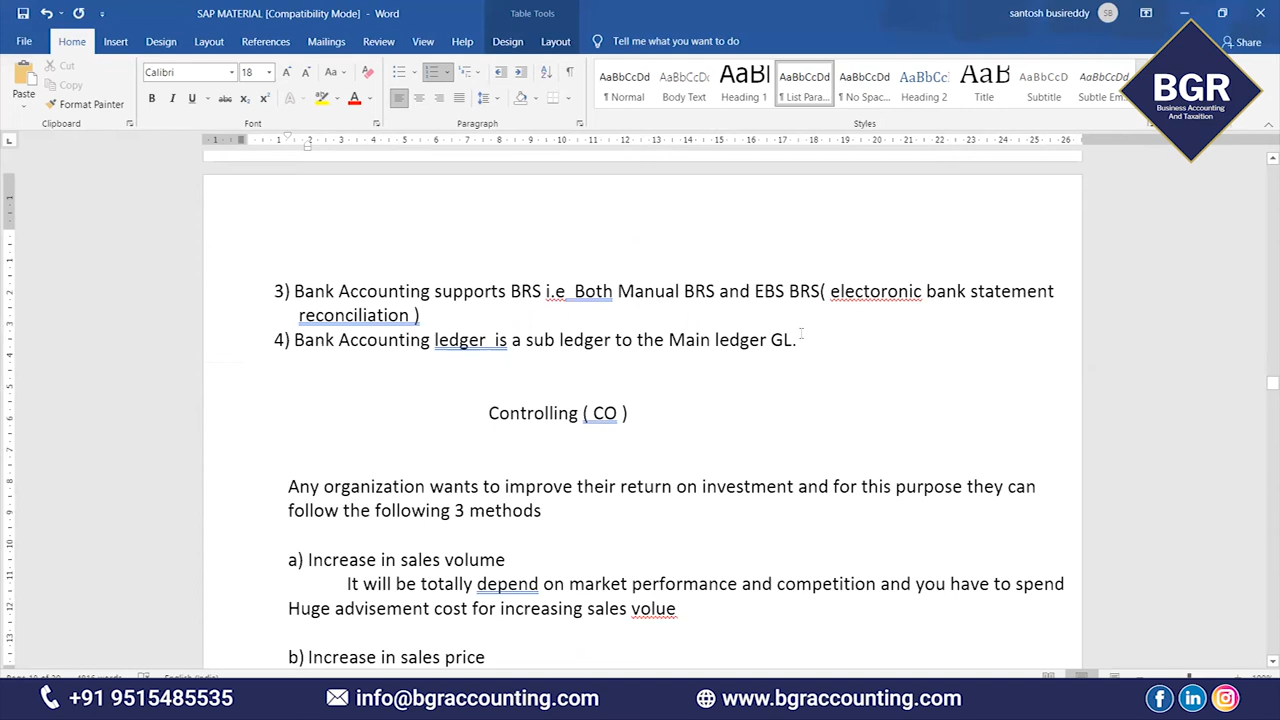 SAP MATERIAL [Compatibility Mode] - Word
Table Tools
santosh busireddy
SB
File Home Insert Design Layout References Mailings Review View Help Design Layout Tell me what you want to do Share
Paste
Cut
Copy
Format Painter
Clipboard
Calibri 18
Font
Paragraph
AaBbCcDd AaBbCcDd AaBl AaBbCcDd AaBbCcDd AaBbCc AaB AaBbCcD AaBbCcDd
¶ Normal Body Text Heading 1 ¶ List Para... ¶ No Spac... Heading 2 Title Subtitle Subtle Em...
Styles
BGR
Business Accounting
And Taxaition
3) Bank Accounting supports BRS i.e Both Manual BRS and EBS BRS( electoronic bank statement
reconciliation )
4) Bank Accounting ledger is a sub ledger to the Main ledger GL.
Controlling ( CO )
Any organization wants to improve their return on investment and for this purpose they can
follow the following 3 methods
a) Increase in sales volume
It will be totally depend on market performance and competition and you have to spend
Huge advisement cost for increasing sales volue
b) Increase in sales price
+91 9515485535 info@bgraccounting.com www.bgraccounting.com